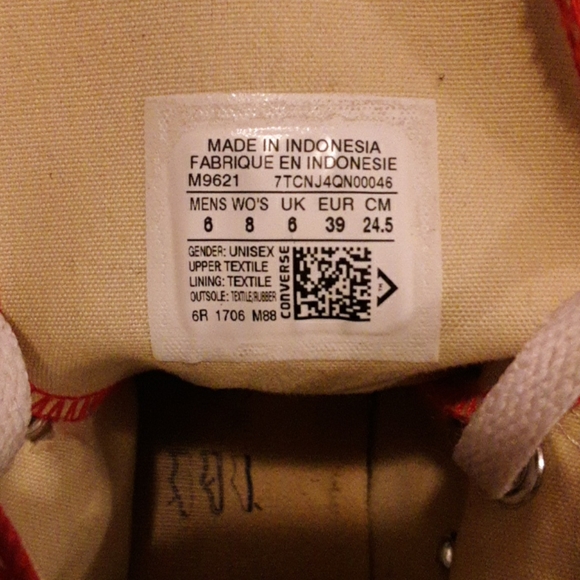 MADE IN INDONESIA
FABRIQUE EN INDONESIE
M9621 7TCNJ4QN00046
MENS WO'S UK EUR CM
6 8 6 39 24.5
GENDER: UNISEX
UPPER: TEXTILE
LINING: TEXTILE
OUTSOLE: TEXTILE/RUBBER
6R 1706 M88
CONVERSE